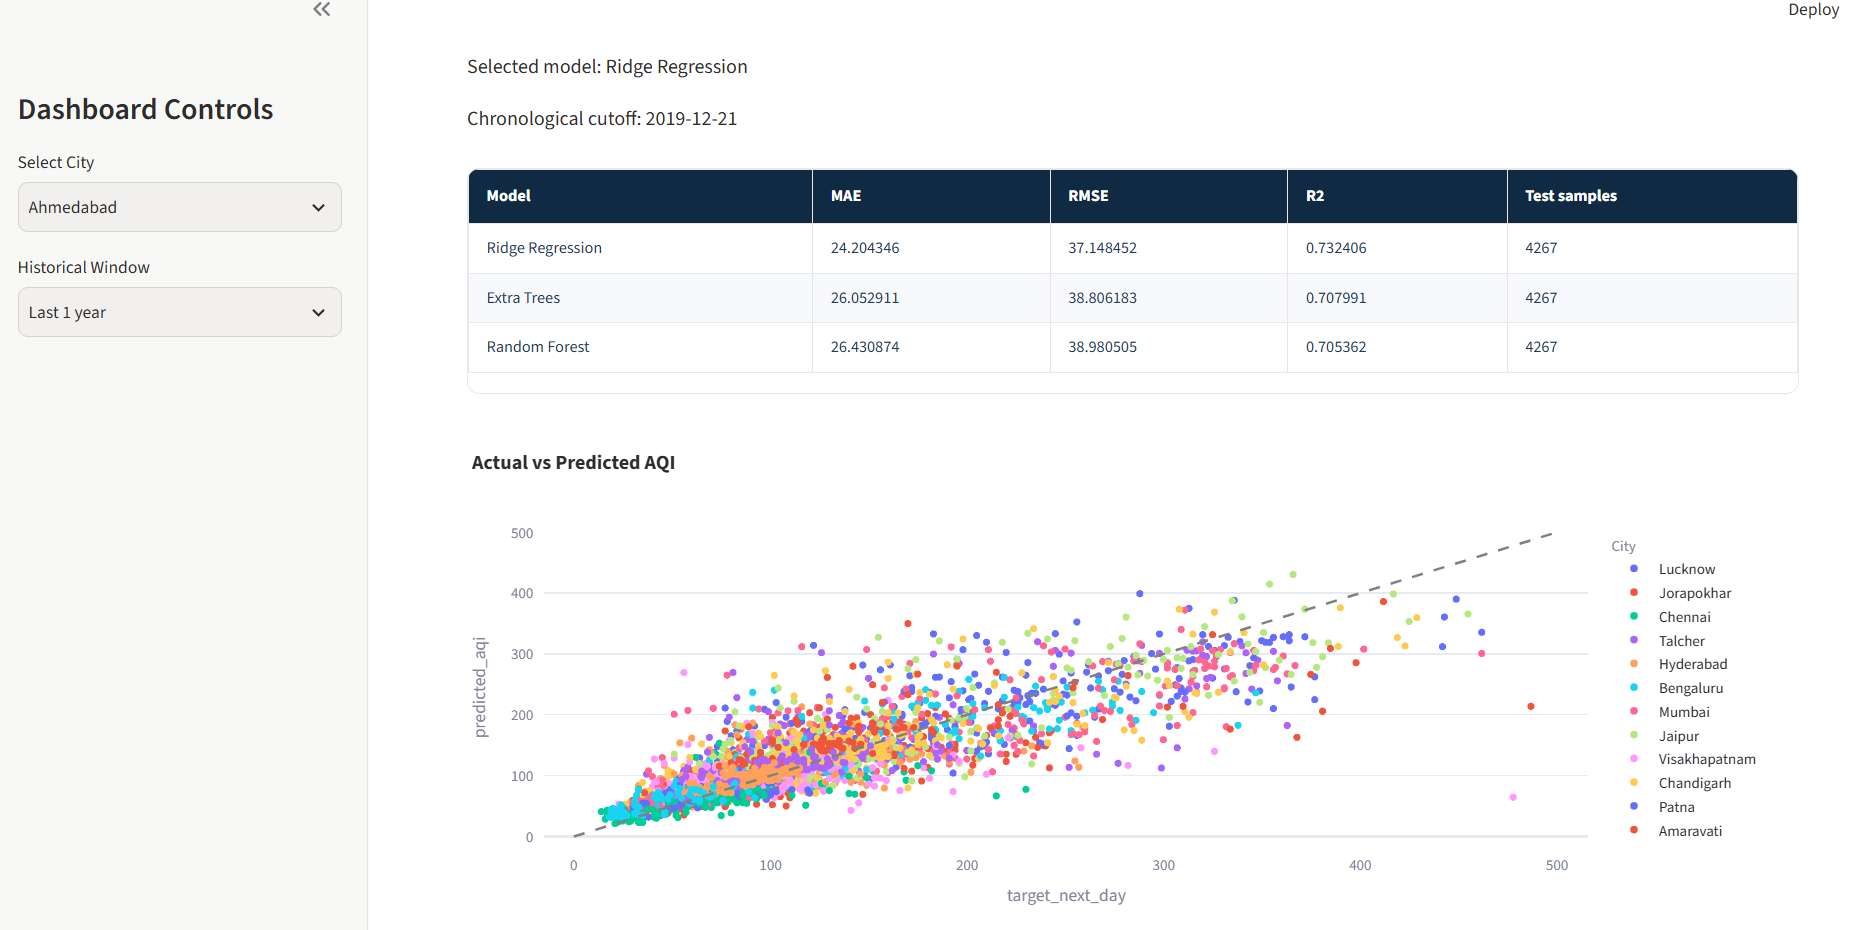 Deploy
Dashboard Controls
Select City
Ahmedabad
Historical Window
Last 1 year
Selected model: Ridge Regression
Chronological cutoff: 2019-12-21
Model MAE RMSE R2 Test samples
Ridge Regression 24.204346 37.148452 0.732406 4267
Extra Trees 26.052911 38.806183 0.707991 4267
Random Forest 26.430874 38.980505 0.705362 4267
Actual vs Predicted AQI
500
400
300
200
100
0
predicted_aqi
0 100 200 300 400 500
target_next_day
City
Lucknow
Jorapokhar
Chennai
Talcher
Hyderabad
Bengaluru
Mumbai
Jaipur
Visakhapatnam
Chandigarh
Patna
Amaravati